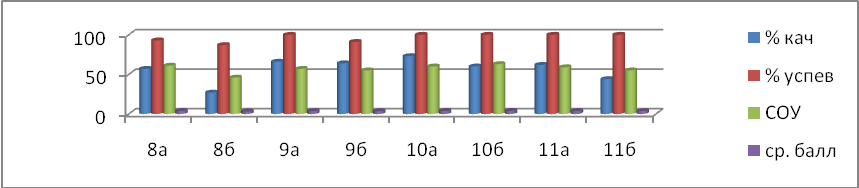 100
50
0
8а 8б 9а 9б 10а 10б 11а 11б
% кач
% успев
СОУ
ср. балл